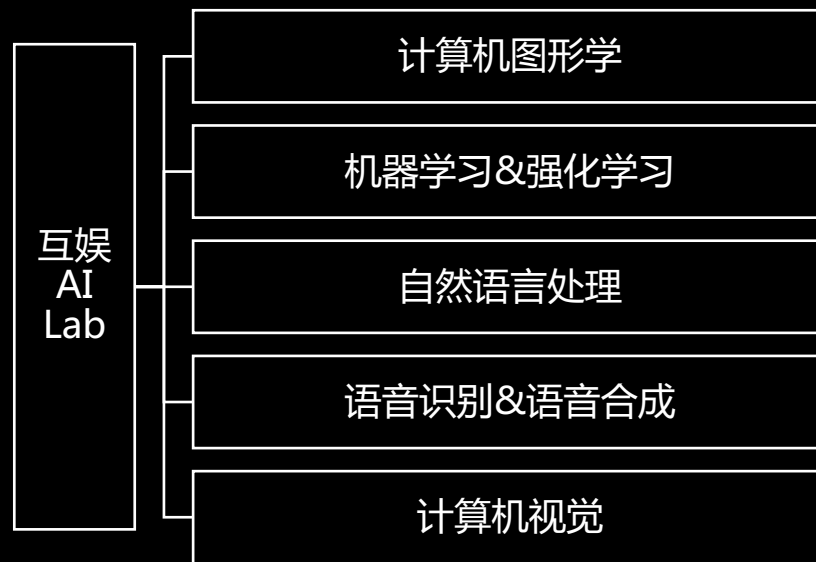 互娱
AI
Lab
计算机图形学
机器学习&强化学习
自然语言处理
语音识别&语音合成
计算机视觉